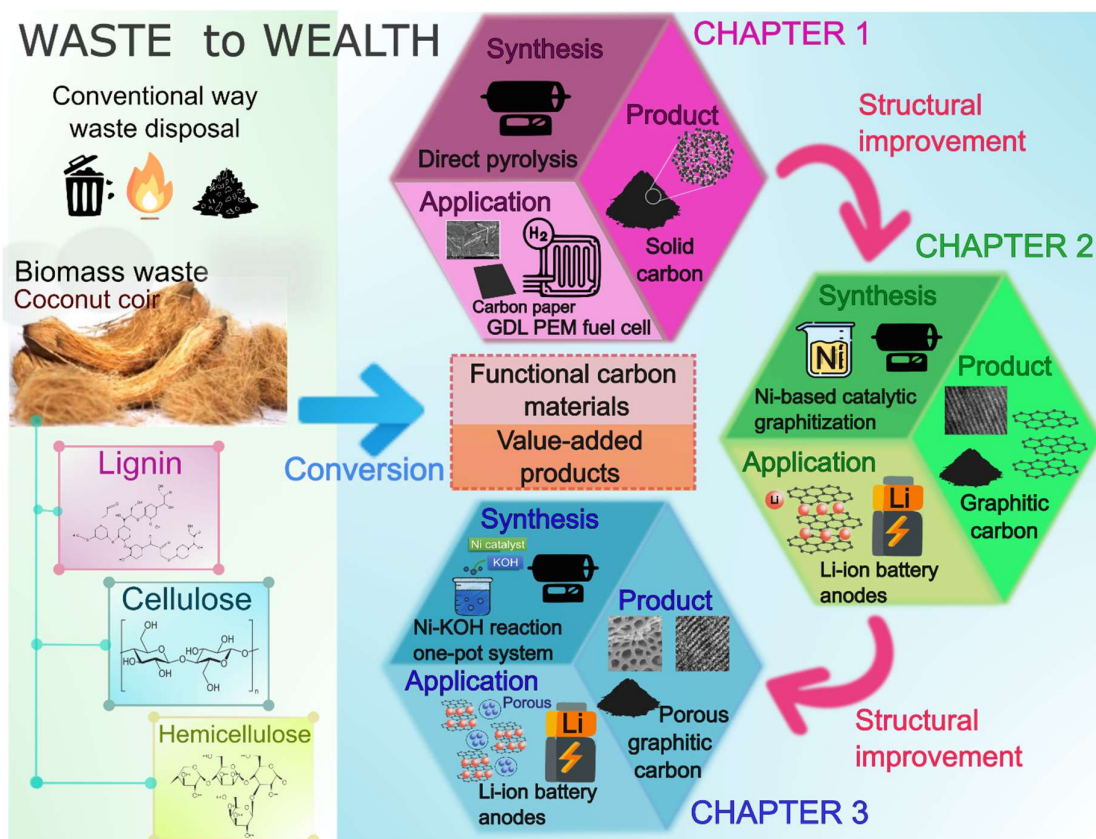 WASTE to WEALTH
Conventional way
waste disposal
Biomass waste
Coconut coir
Lignin
Cellulose
Hemicellulose
Conversion
Functional carbon
materials
Value-added
products
CHAPTER 1
Synthesis
Direct pyrolysis
Product
Solid
carbon
Application
H2
Carbon paper
GDL PEM fuel cell
Structural
improvement
CHAPTER 2
Synthesis
Ni
Ni-based catalytic
graphitization
Product
Graphitic
carbon
Application
Li
Li
Li-ion battery
anodes
Structural
improvement
Synthesis
Ni catalyst
KOH
Ni-KOH reaction
one-pot system
Product
Porous
graphitic
carbon
Application
Porous
Li
Li-ion battery
anodes
CHAPTER 3